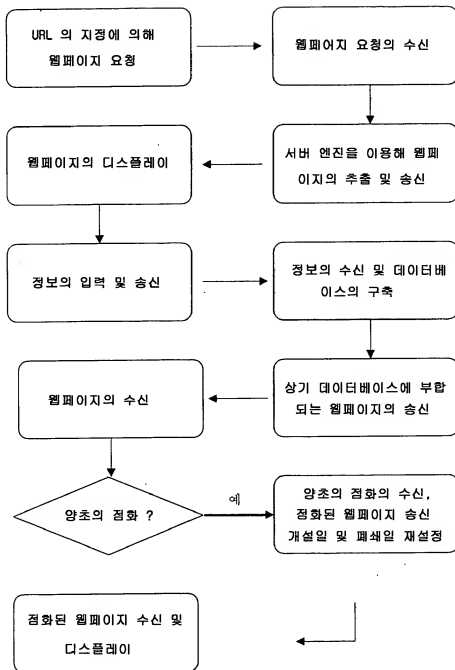 URL 의 지정에 의해
웹페이지 요청
웹페어지 요청의 수신
서버 엔진을 이용해 웹페
이지의 추출 및 송신
웹페이지의 디스플레이
정보의 입력 및 송신
정보의 수신 및 데이터베
이스의 구축
상기 데이터베이스에 부합
되는 웹페이지의 송신
웹페이지의 수신
양초의 점화 ?
예
양초의 점화의 수신,
점화된 웹페이지 송신
개설일 및 폐쇄일 재설정
점화된 웹페이지 수신 및
디스플레이